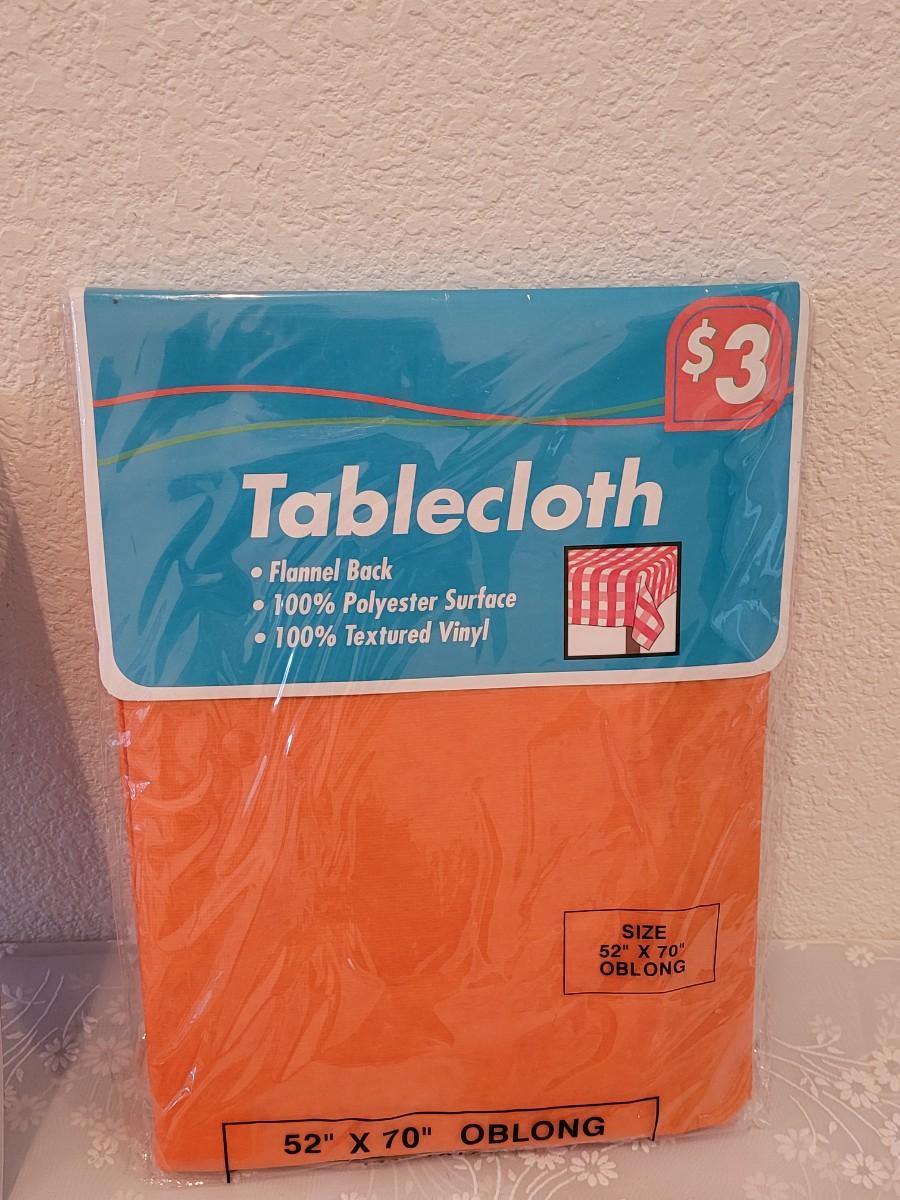 $3
Tablecloth
• Flannel Back
• 100% Polyester Surface
• 100% Textured Vinyl
SIZE
52" X 70"
OBLONG
52" X 70" OBLONG